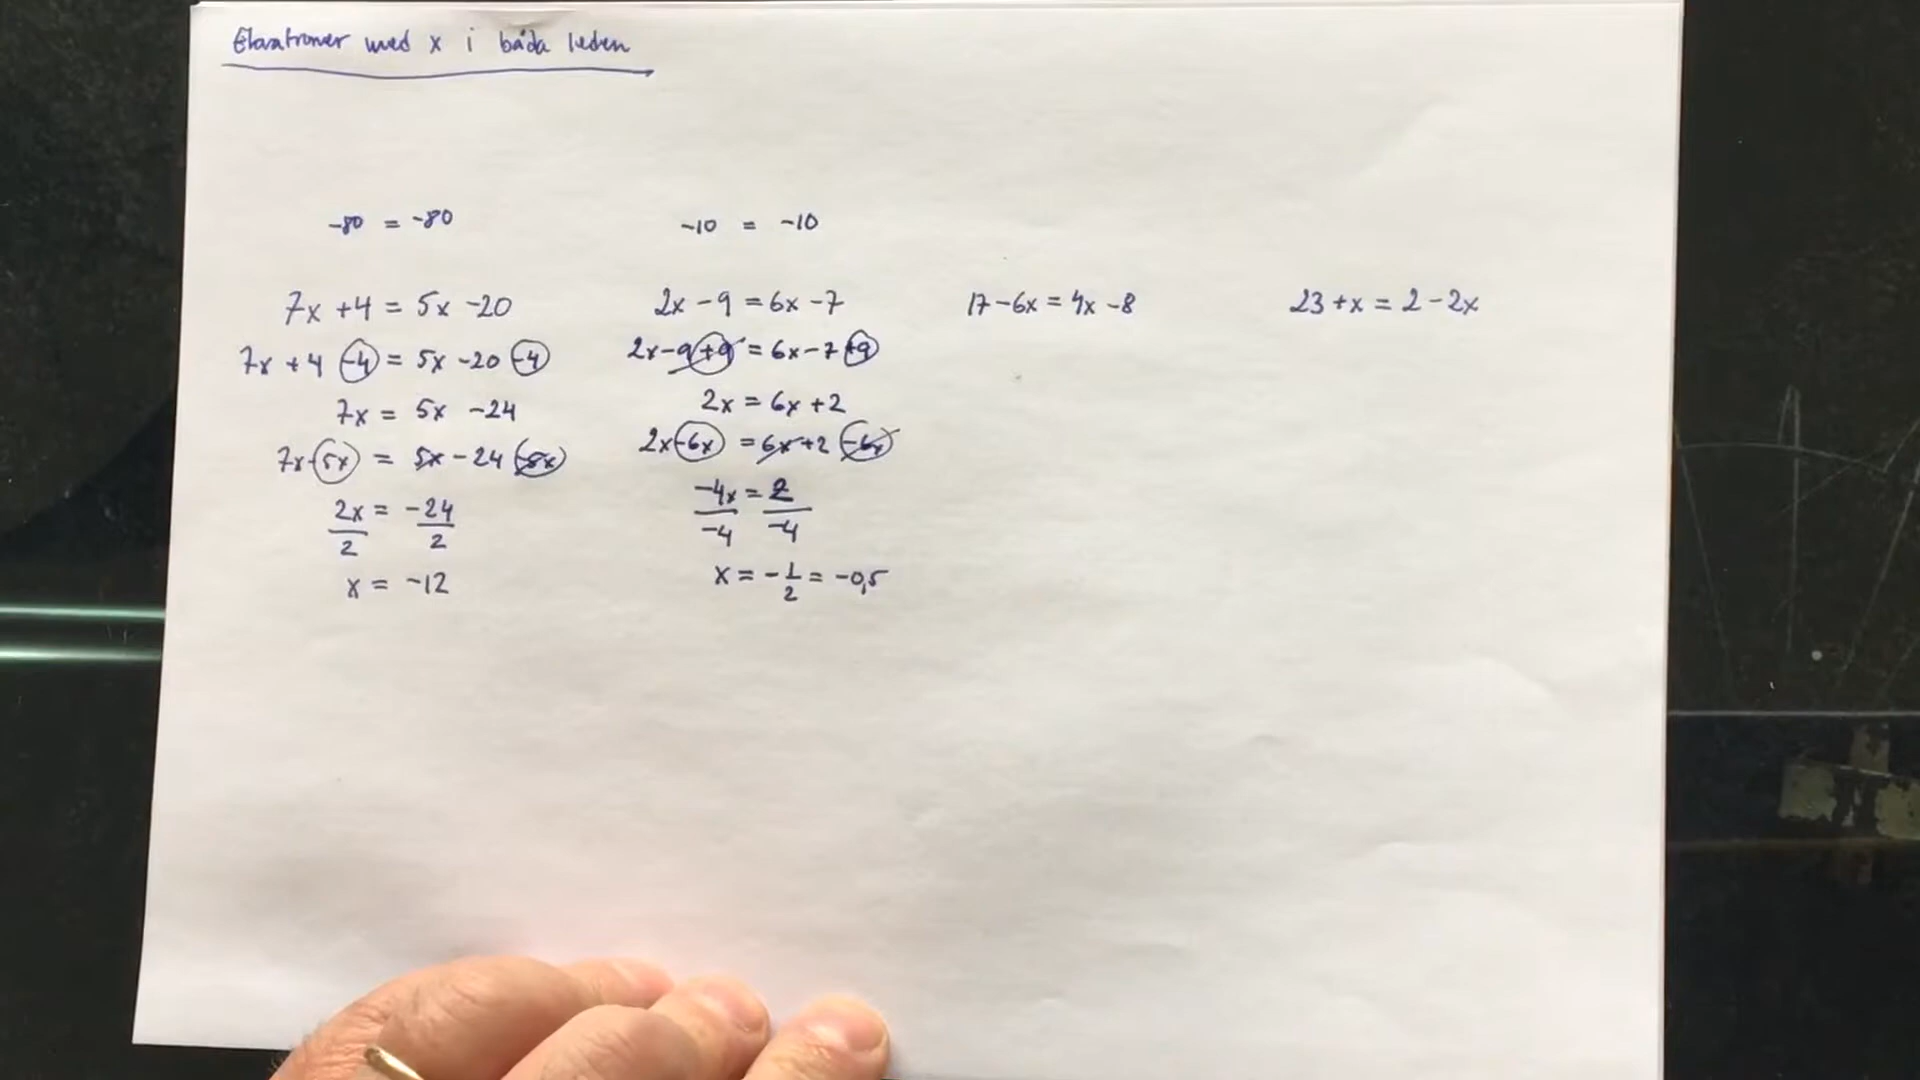 Ekvationer med x i båda leden
-80 = -80
7x +4 = 5x -20
7x + 4 -4 = 5x -20 -4
7x = 5x -24
7x-5x = 5x - 24 -5x
2x = -24
2 2
x = -12
-10 = -10
2x - 9 = 6x -7
2x-9+9 = 6x-7+9
2x = 6x +2
2x-6x = 6x+2 -6x
-4x = 2
-4 -4
x = -1/2 = -0,5
17-6x = 4x -8
23 +x = 2 - 2x